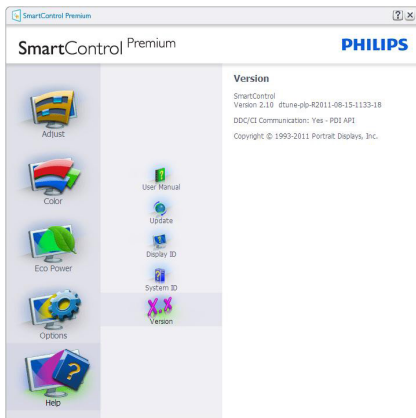 SmartControl Premium
SmartControl Premium
PHILIPS
Adjust
Color
Eco Power
Options
Help
User Manual
Update
Display ID
System ID
X.X
Version
Version
SmartControl
Version 2.10 dtune-plp-R2011-08-15-1133-18
DDC/CI Communication: Yes - PDI API
Copyright © 1993-2011 Portrait Displays, Inc.